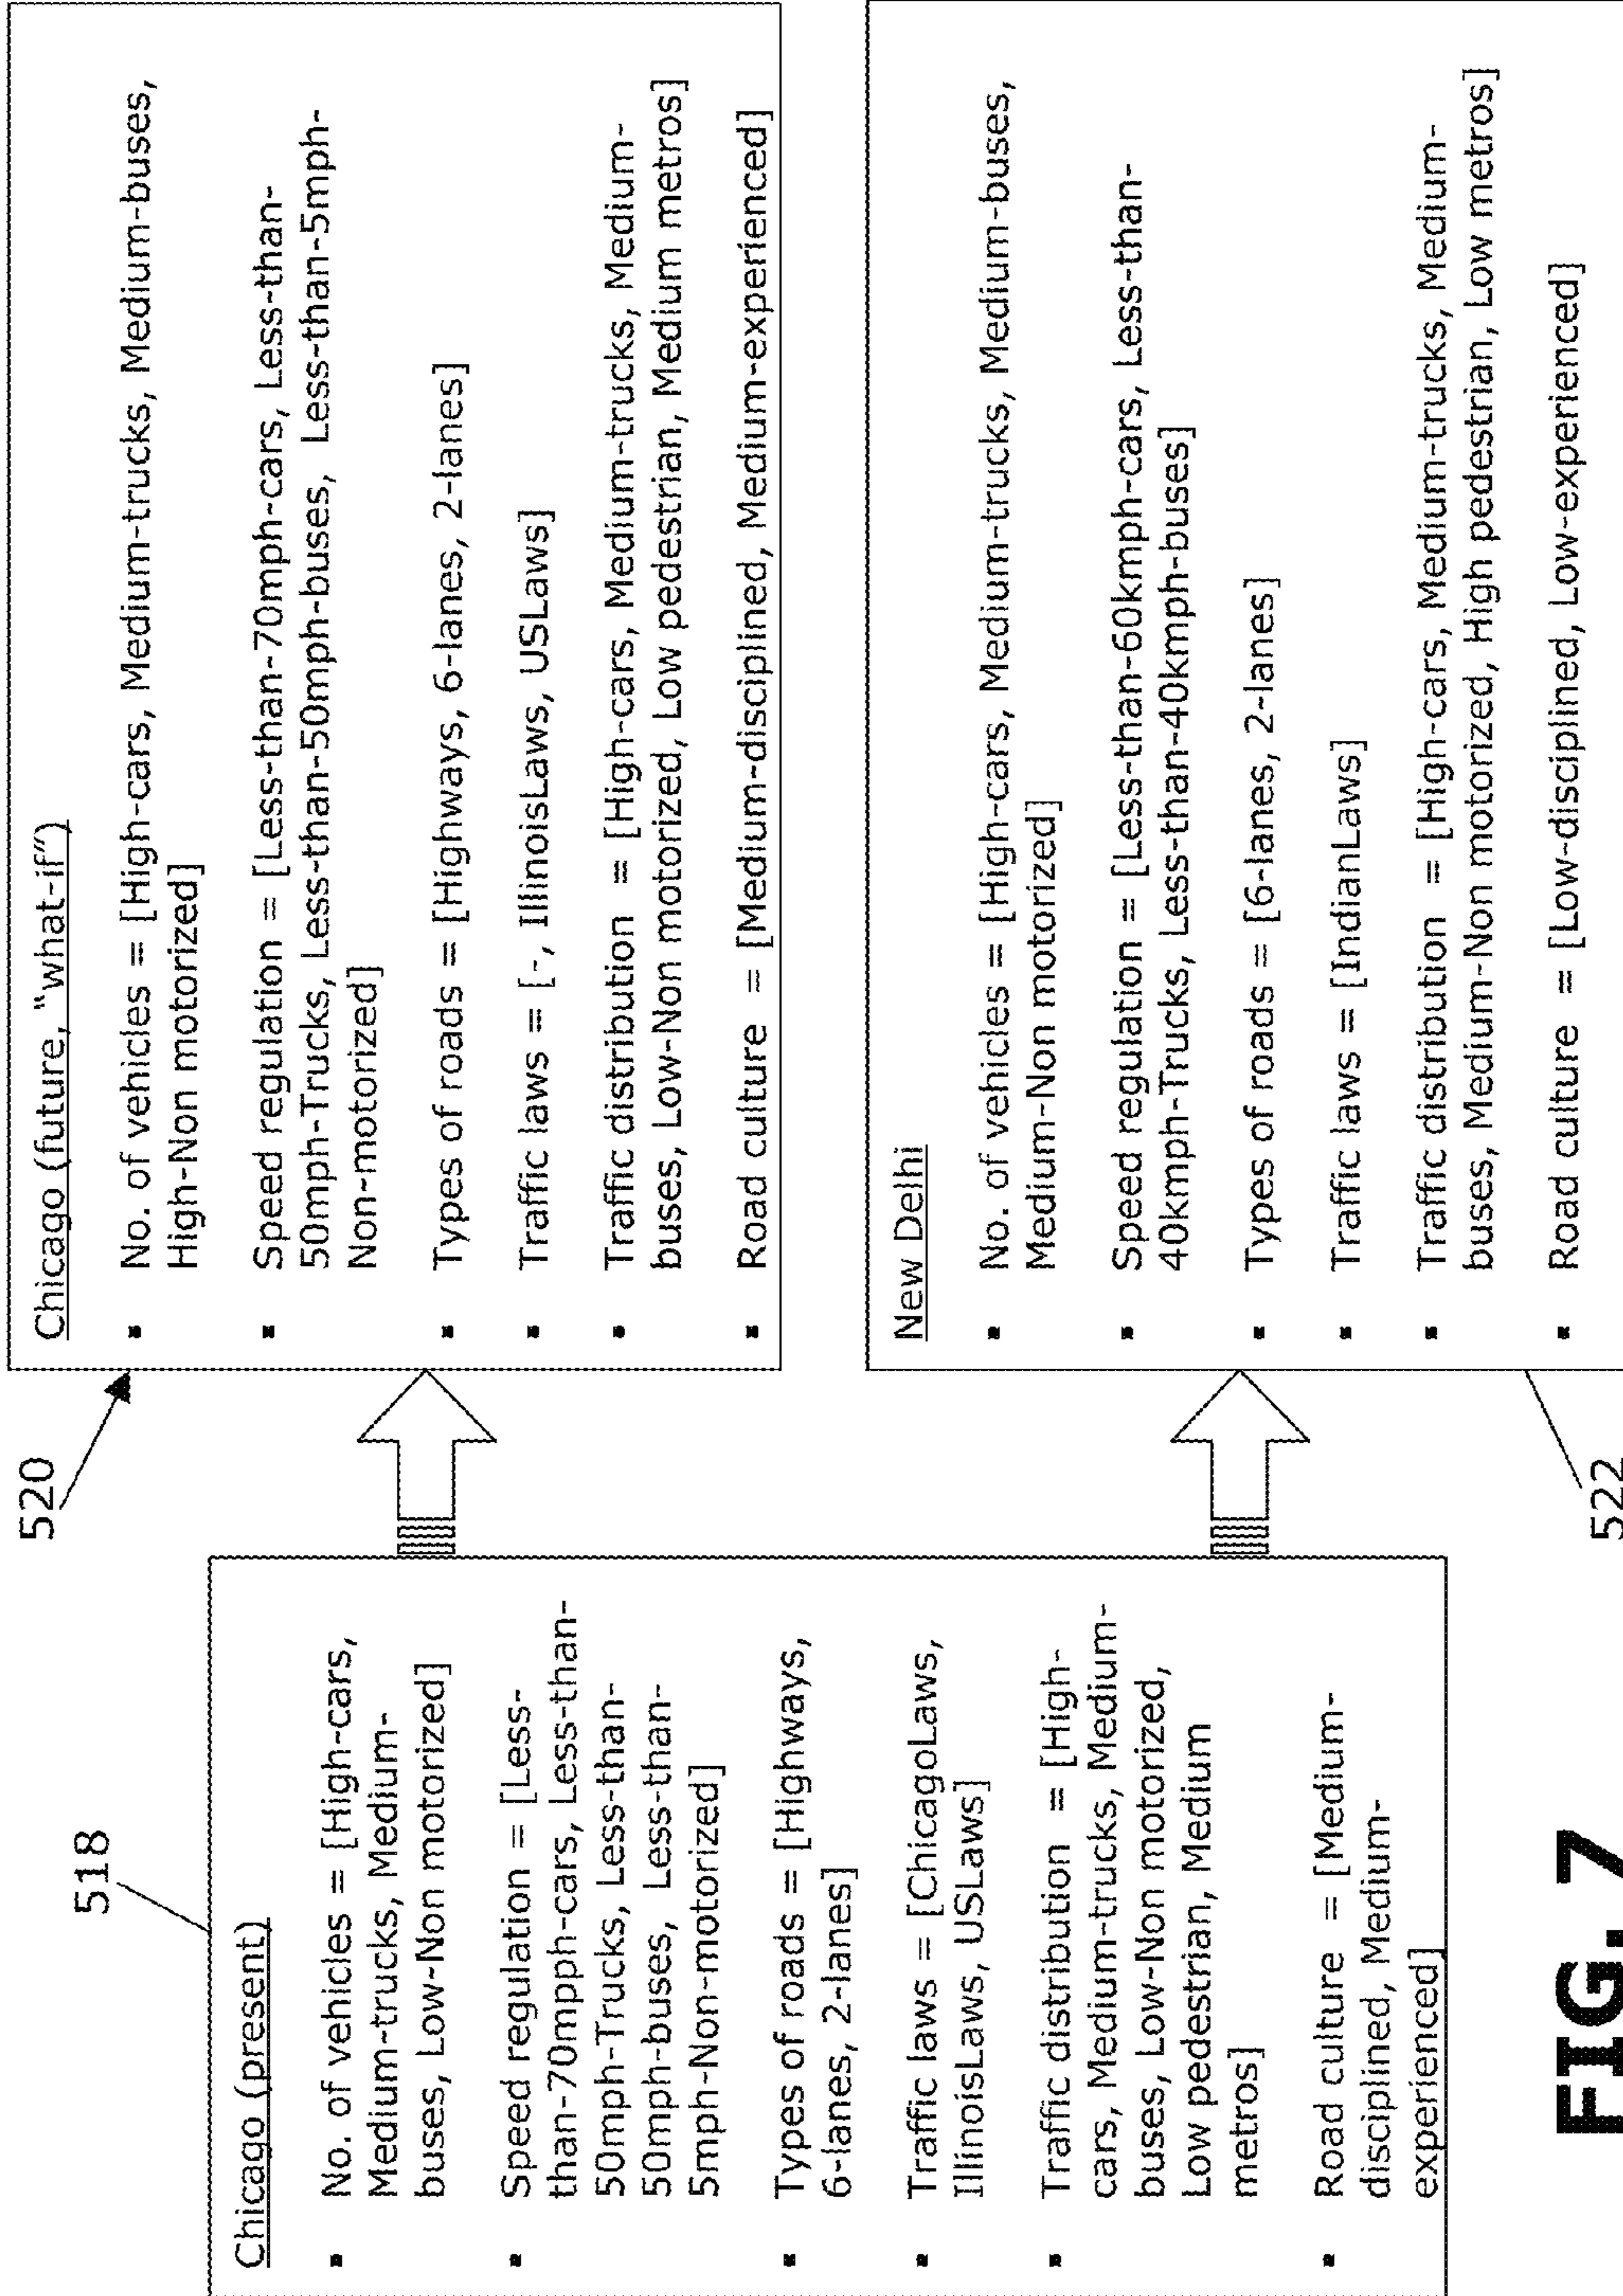 518
Chicago (present)
▪ No. of vehicles = [High-cars,
Medium-trucks, Medium-
buses, Low-Non motorized]
▪ Speed regulation = [Less-
than-70mpph-cars, Less-than-
50mph-Trucks, Less-than-
50mph-buses, Less-than-
5mph-Non-motorized]
▪ Types of roads = [Highways,
6-lanes, 2-lanes]
▪ Traffic laws = [ChicagoLaws,
IllinoisLaws, USLaws]
▪ Traffic distribution = [High-
cars, Medium-trucks, Medium-
buses, Low-Non motorized,
Low pedestrian, Medium
metros]
▪ Road culture = [Medium-
disciplined, Medium-
experienced]
520
Chicago (future, “what-if”)
▪ No. of vehicles = [High-cars, Medium-trucks, Medium-buses,
High-Non motorized]
▪ Speed regulation = [Less-than-70mph-cars, Less-than-
50mph-Trucks, Less-than-50mph-buses, Less-than-5mph-
Non-motorized]
▪ Types of roads = [Highways, 6-lanes, 2-lanes]
▪ Traffic laws = [-, IllinoisLaws, USLaws]
▪ Traffic distribution = [High-cars, Medium-trucks, Medium-
buses, Low-Non motorized, Low pedestrian, Medium metros]
▪ Road culture = [Medium-disciplined, Medium-experienced]
New Delhi
▪ No. of vehicles = [High-cars, Medium-trucks, Medium-buses,
Medium-Non motorized]
▪ Speed regulation = [Less-than-60kmph-cars, Less-than-
40kmph-Trucks, Less-than-40kmph-buses]
▪ Types of roads = [6-lanes, 2-lanes]
▪ Traffic laws = [IndianLaws]
▪ Traffic distribution = [High-cars, Medium-trucks, Medium-
buses, Medium-Non motorized, High pedestrian, Low metros]
▪ Road culture = [Low-disciplined, Low-experienced]
522
FIG. 7